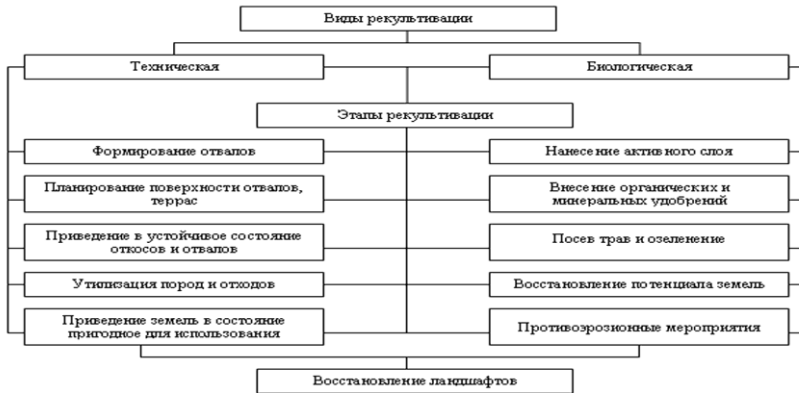 Виды рекультивации
Техническая
Биологическая
Этапы рекультивации
Формирование отвалов
Нанесение активного слоя
Планирование поверхности отвалов,
террас
Внесение органических и
минеральных удобрений
Приведение в устойчивое состояние
откосов и отвалов
Посев трав и озеленение
Утилизация пород и отходов
Восстановление потенциала земель
Приведение земель в состояние
пригодное для использования
Противоэрозионные мероприятия
Восстановление ландшафтов